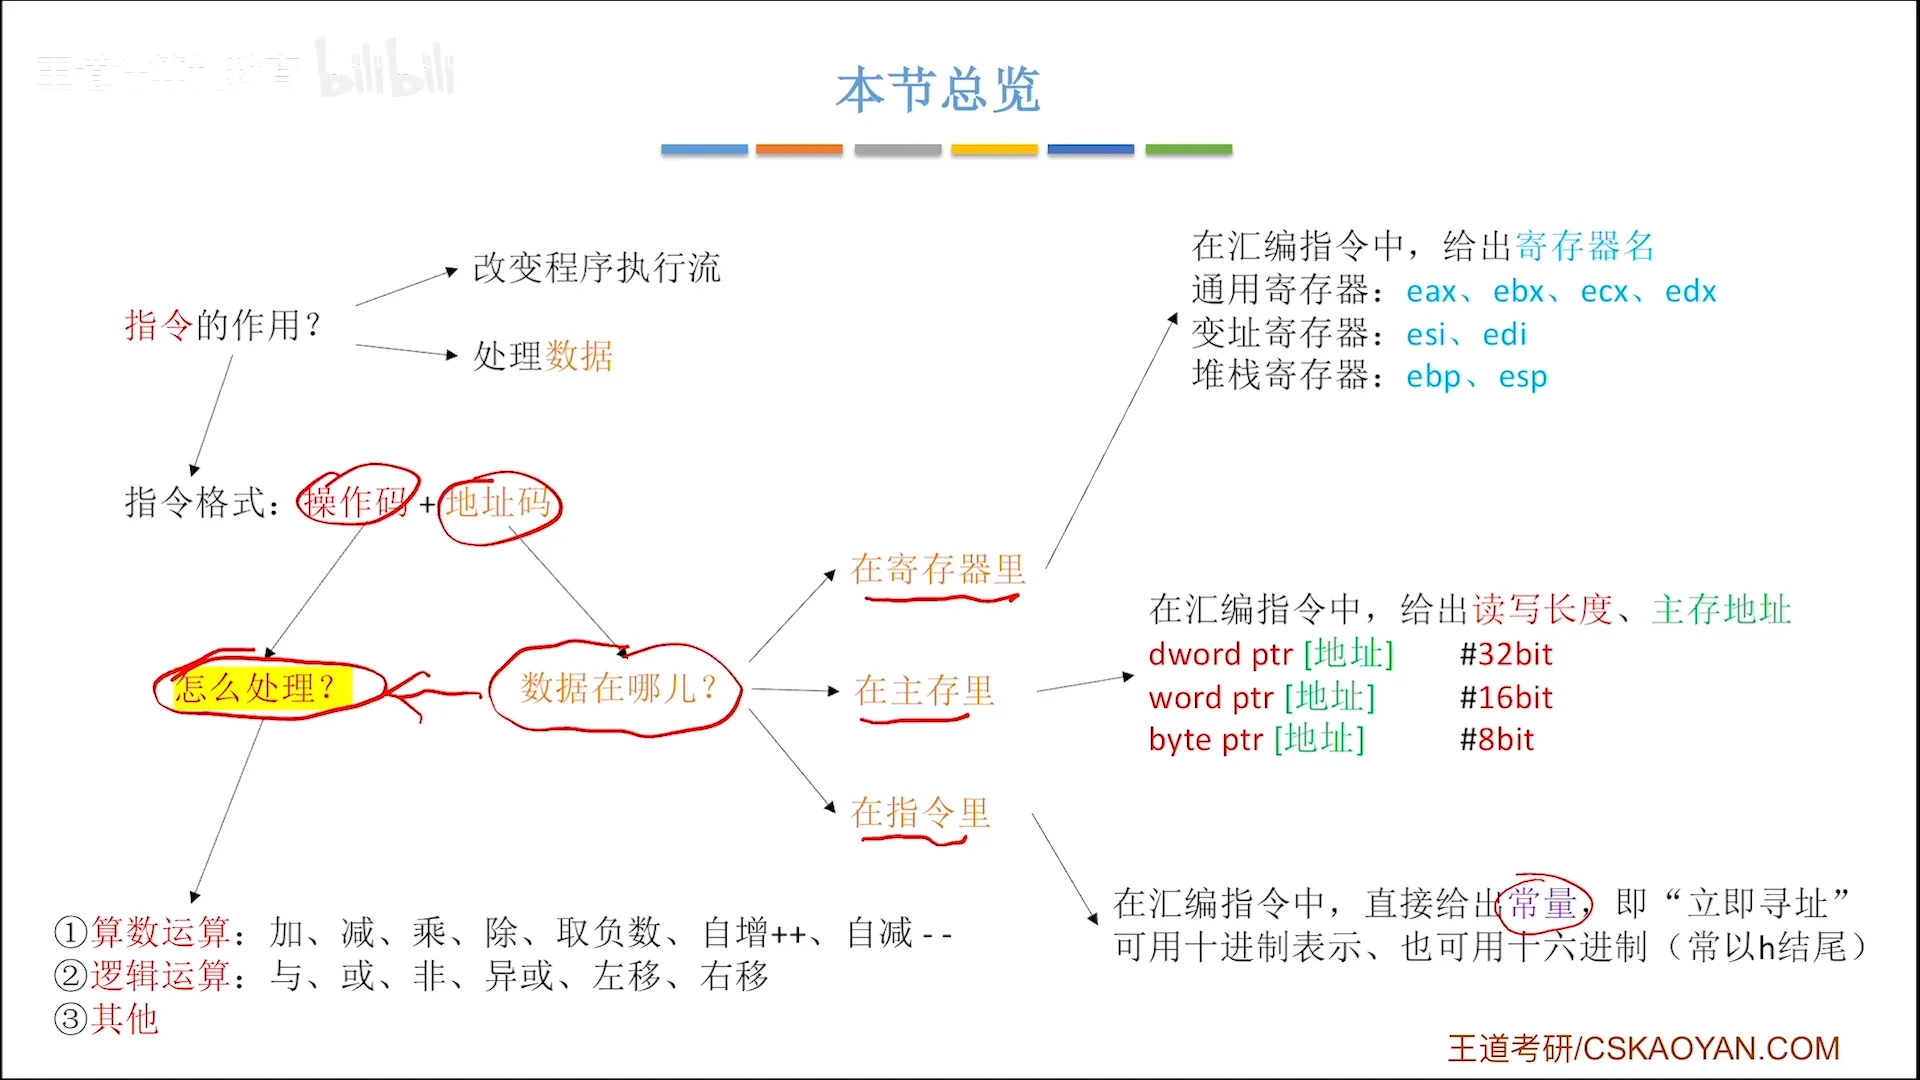 王道计算机教育 bilibili
本节总览
改变程序执行流
指令的作用？
处理数据
指令格式：操作码+地址码
怎么处理？
数据在哪儿？
在寄存器里
在主存里
在指令里
在汇编指令中，给出寄存器名
通用寄存器：eax、ebx、ecx、edx
变址寄存器：esi、edi
堆栈寄存器：ebp、esp
在汇编指令中，给出读写长度、主存地址
dword ptr [地址] #32bit
word ptr [地址] #16bit
byte ptr [地址] #8bit
在汇编指令中，直接给出常量，即“立即寻址”
可用十进制表示、也可用十六进制（常以h结尾）
①算数运算：加、减、乘、除、取负数、自增++、自减--
②逻辑运算：与、或、非、异或、左移、右移
③其他
王道考研/CSKAOYAN.COM